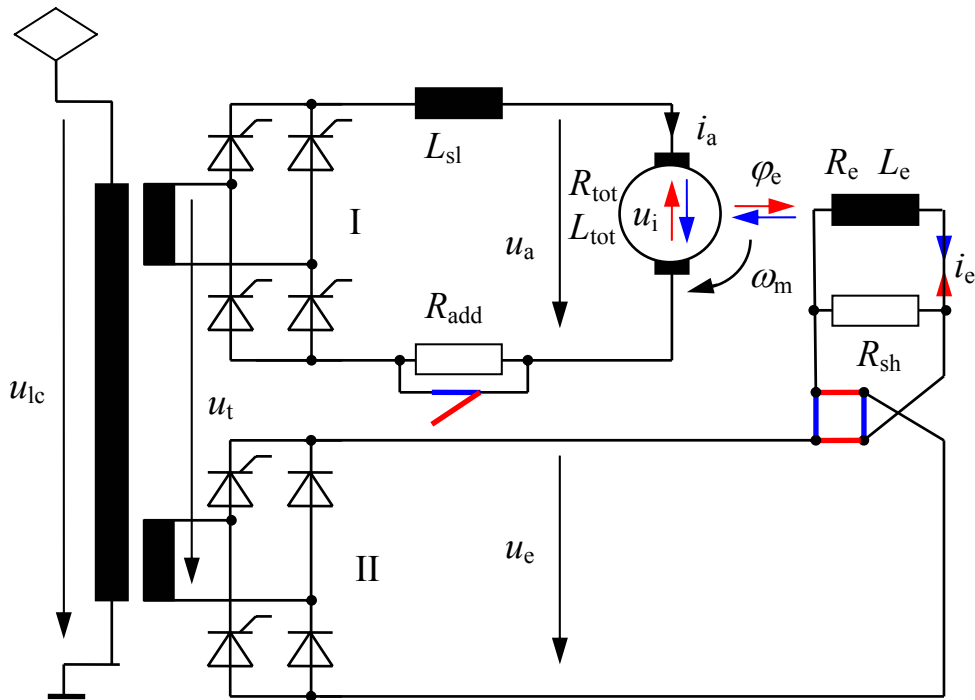 i_a
L_sl
φ_e
R_e L_e
R_tot
I
u_a
L_tot
u_i
i_e
ω_m
R_add
R_sh
u_lc
u_t
II
u_e